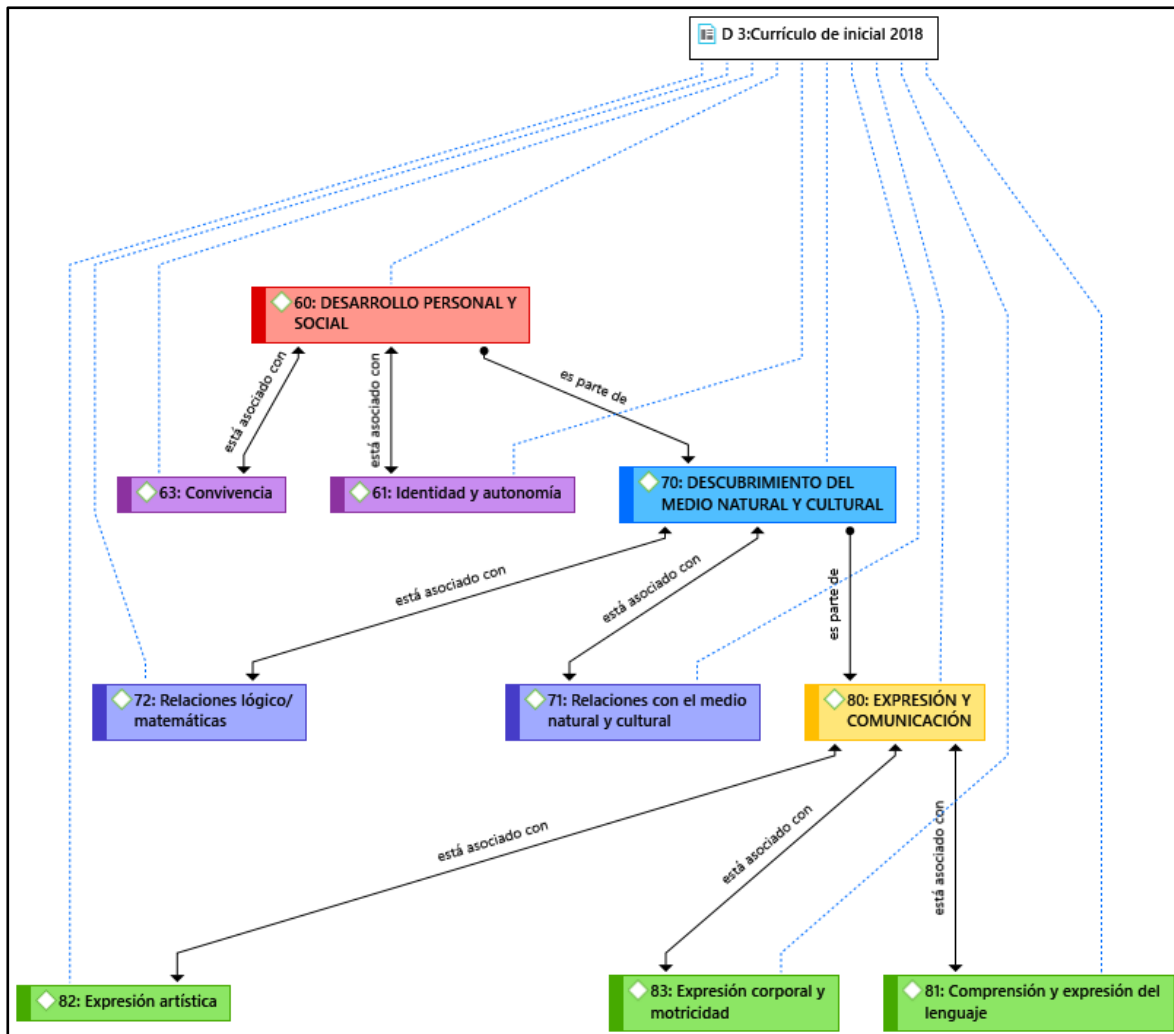 D 3:Currículo de inicial 2018
60: DESARROLLO PERSONAL Y
SOCIAL
está asociado con
está asociado con
es parte de
63: Convivencia
61: Identidad y autonomía
70: DESCUBRIMIENTO DEL
MEDIO NATURAL Y CULTURAL
está asociado con
está asociado con
es parte de
72: Relaciones lógico/
matemáticas
71: Relaciones con el medio
natural y cultural
80: EXPRESIÓN Y
COMUNICACIÓN
está asociado con
está asociado con
está asociado con
82: Expresión artística
83: Expresión corporal y
motricidad
81: Comprensión y expresión del
lenguaje